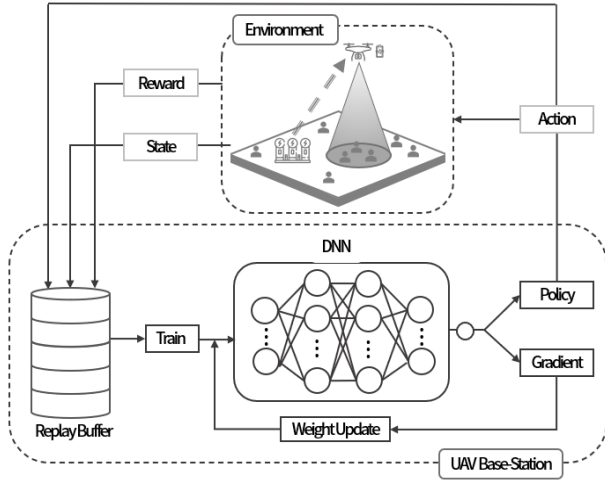 Environment
Reward
State
Action
DNN
Policy
Train
Gradient
Replay Buffer
Weight Update
UAV Base-Station